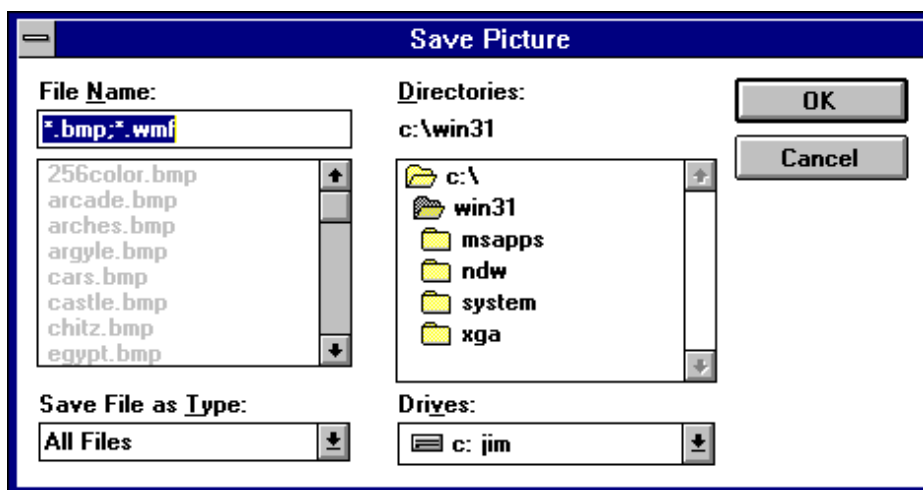 Save Picture
File Name:
*.bmp;*.wmf
256color.bmp
arcade.bmp
arches.bmp
argyle.bmp
cars.bmp
castle.bmp
chitz.bmp
egypt.bmp
Save File as Type:
All Files
Directories:
c:\win31
c:\
win31
msapps
ndw
system
xga
Drives:
c: jim
OK
Cancel